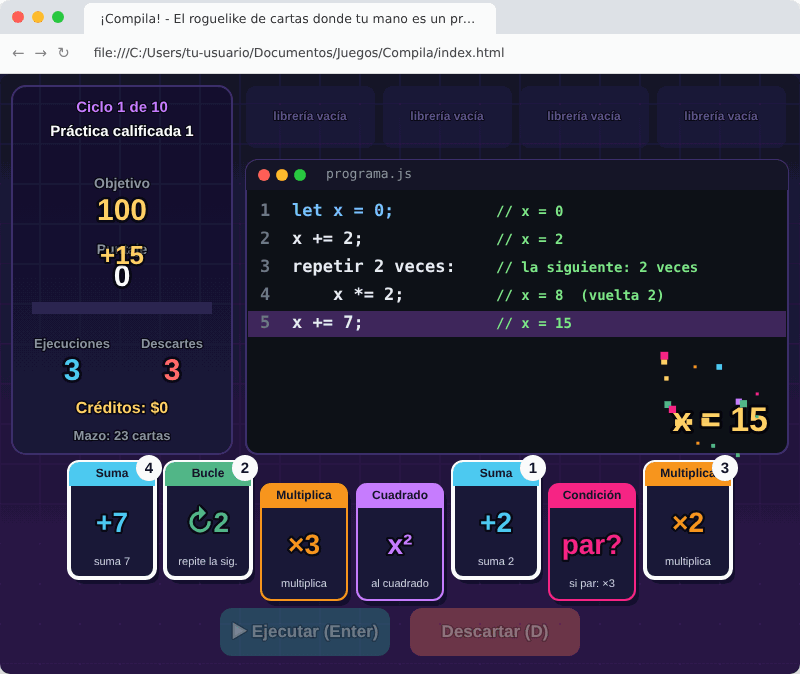 ¡Compila! - El roguelike de cartas donde tu mano es un pr...
file:///C:/Users/tu-usuario/Documentos/Juegos/Compila/index.html
Ciclo 1 de 10
Práctica calificada 1
Objetivo
100
+15
0
Ejecuciones
Descartes
3
3
Créditos: $0
Mazo: 23 cartas
librería vacía
librería vacía
librería vacía
librería vacía
programa.js
1 let x = 0; // x = 0
2 x += 2; // x = 2
3 repetir 2 veces: // la siguiente: 2 veces
4 x *= 2; // x = 8 (vuelta 2)
5 x += 7; // x = 15
x = 15
Suma 4
+7
suma 7
Bucle 2
↻2
repite la sig.
Multiplica
×3
multiplica
Cuadrado
x²
al cuadrado
Suma 1
+2
suma 2
Condición
par?
si par: ×3
Multiplica 3
×2
multiplica
▶ Ejecutar (Enter)
Descartar (D)